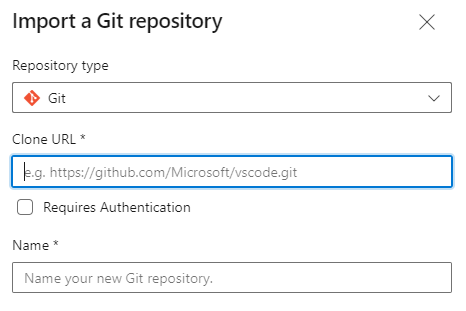 Import a Git repository
Repository type
Git
Clone URL *
e.g. https://github.com/Microsoft/vscode.git
Requires Authentication
Name *
Name your new Git repository.